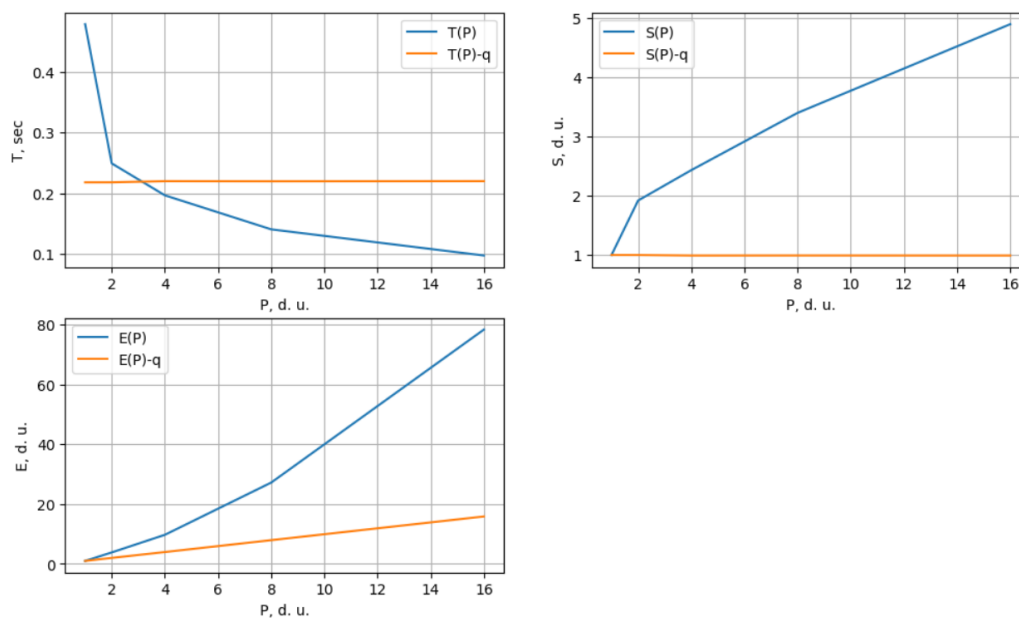 T(P)
T(P)-q
0.4
0.3
0.2
0.1
T, sec
2 4 6 8 10 12 14 16
P, d. u.
S(P)
S(P)-q
5
4
3
2
1
S, d. u.
2 4 6 8 10 12 14 16
P, d. u.
E(P)
E(P)-q
80
60
40
20
0
E, d. u.
2 4 6 8 10 12 14 16
P, d. u.